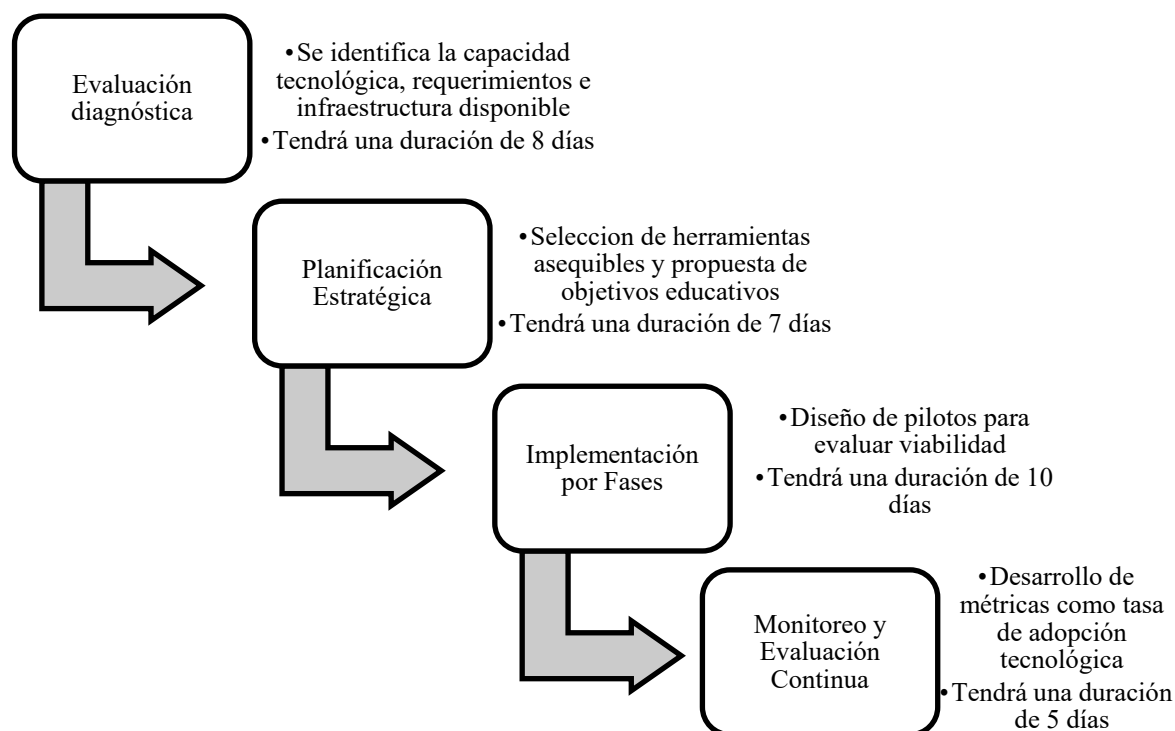 Evaluación
diagnóstica
•Se identifica la capacidad
tecnológica, requerimientos e
infraestructura disponible
•Tendrá una duración de 8 días
Planificación
Estratégica
•Seleccion de herramientas
asequibles y propuesta de
objetivos educativos
•Tendrá una duración de 7 días
Implementación
por Fases
•Diseño de pilotos para
evaluar viabilidad
•Tendrá una duración de 10
días
Monitoreo y
Evaluación
Continua
•Desarrollo de
métricas como tasa
de adopción
tecnológica
•Tendrá una duración
de 5 días